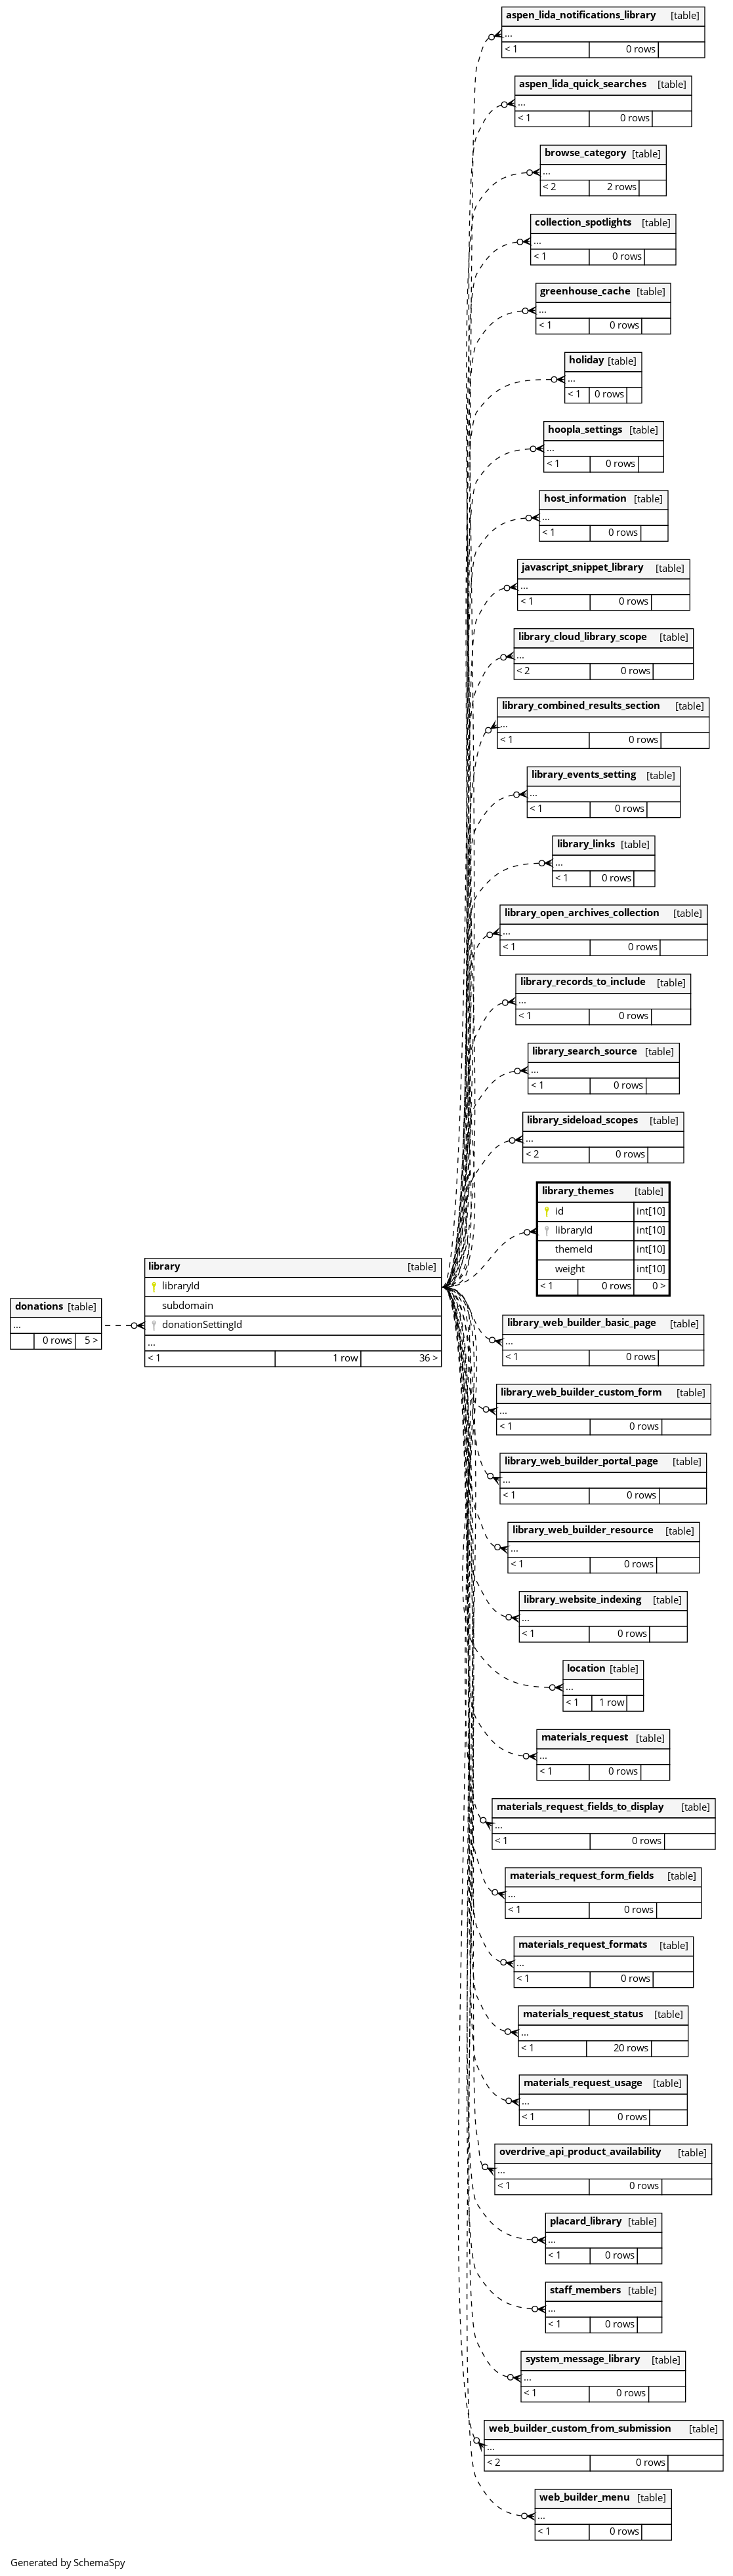 aspen_lida_notifications_library [table]
...
< 1 0 rows
aspen_lida_quick_searches [table]
...
< 1 0 rows
browse_category [table]
...
< 2 2 rows
collection_spotlights [table]
...
< 1 0 rows
greenhouse_cache [table]
...
< 1 0 rows
holiday [table]
...
< 1 0 rows
hoopla_settings [table]
...
< 1 0 rows
host_information [table]
...
< 1 0 rows
javascript_snippet_library [table]
...
< 1 0 rows
library_cloud_library_scope [table]
...
< 2 0 rows
library_combined_results_section [table]
...
< 1 0 rows
library_events_setting [table]
...
< 1 0 rows
library_links [table]
...
< 1 0 rows
library_open_archives_collection [table]
...
< 1 0 rows
library_records_to_include [table]
...
< 1 0 rows
library_search_source [table]
...
< 1 0 rows
library_sideload_scopes [table]
...
< 2 0 rows
library_themes [table]
id int[10]
libraryId int[10]
themeId int[10]
weight int[10]
< 1 0 rows 0 >
library [table]
libraryId
subdomain
donationSettingId
...
< 1 1 row 36 >
donations [table]
...
0 rows 5 >
library_web_builder_basic_page [table]
...
< 1 0 rows
library_web_builder_custom_form [table]
...
< 1 0 rows
library_web_builder_portal_page [table]
...
< 1 0 rows
library_web_builder_resource [table]
...
< 1 0 rows
library_website_indexing [table]
...
< 1 0 rows
location [table]
...
< 1 1 row
materials_request [table]
...
< 1 0 rows
materials_request_fields_to_display [table]
...
< 1 0 rows
materials_request_form_fields [table]
...
< 1 0 rows
materials_request_formats [table]
...
< 1 0 rows
materials_request_status [table]
...
< 1 20 rows
materials_request_usage [table]
...
< 1 0 rows
overdrive_api_product_availability [table]
...
< 1 0 rows
placard_library [table]
...
< 1 0 rows
staff_members [table]
...
< 1 0 rows
system_message_library [table]
...
< 1 0 rows
web_builder_custom_from_submission [table]
...
< 2 0 rows
web_builder_menu [table]
...
< 1 0 rows
Generated by SchemaSpy